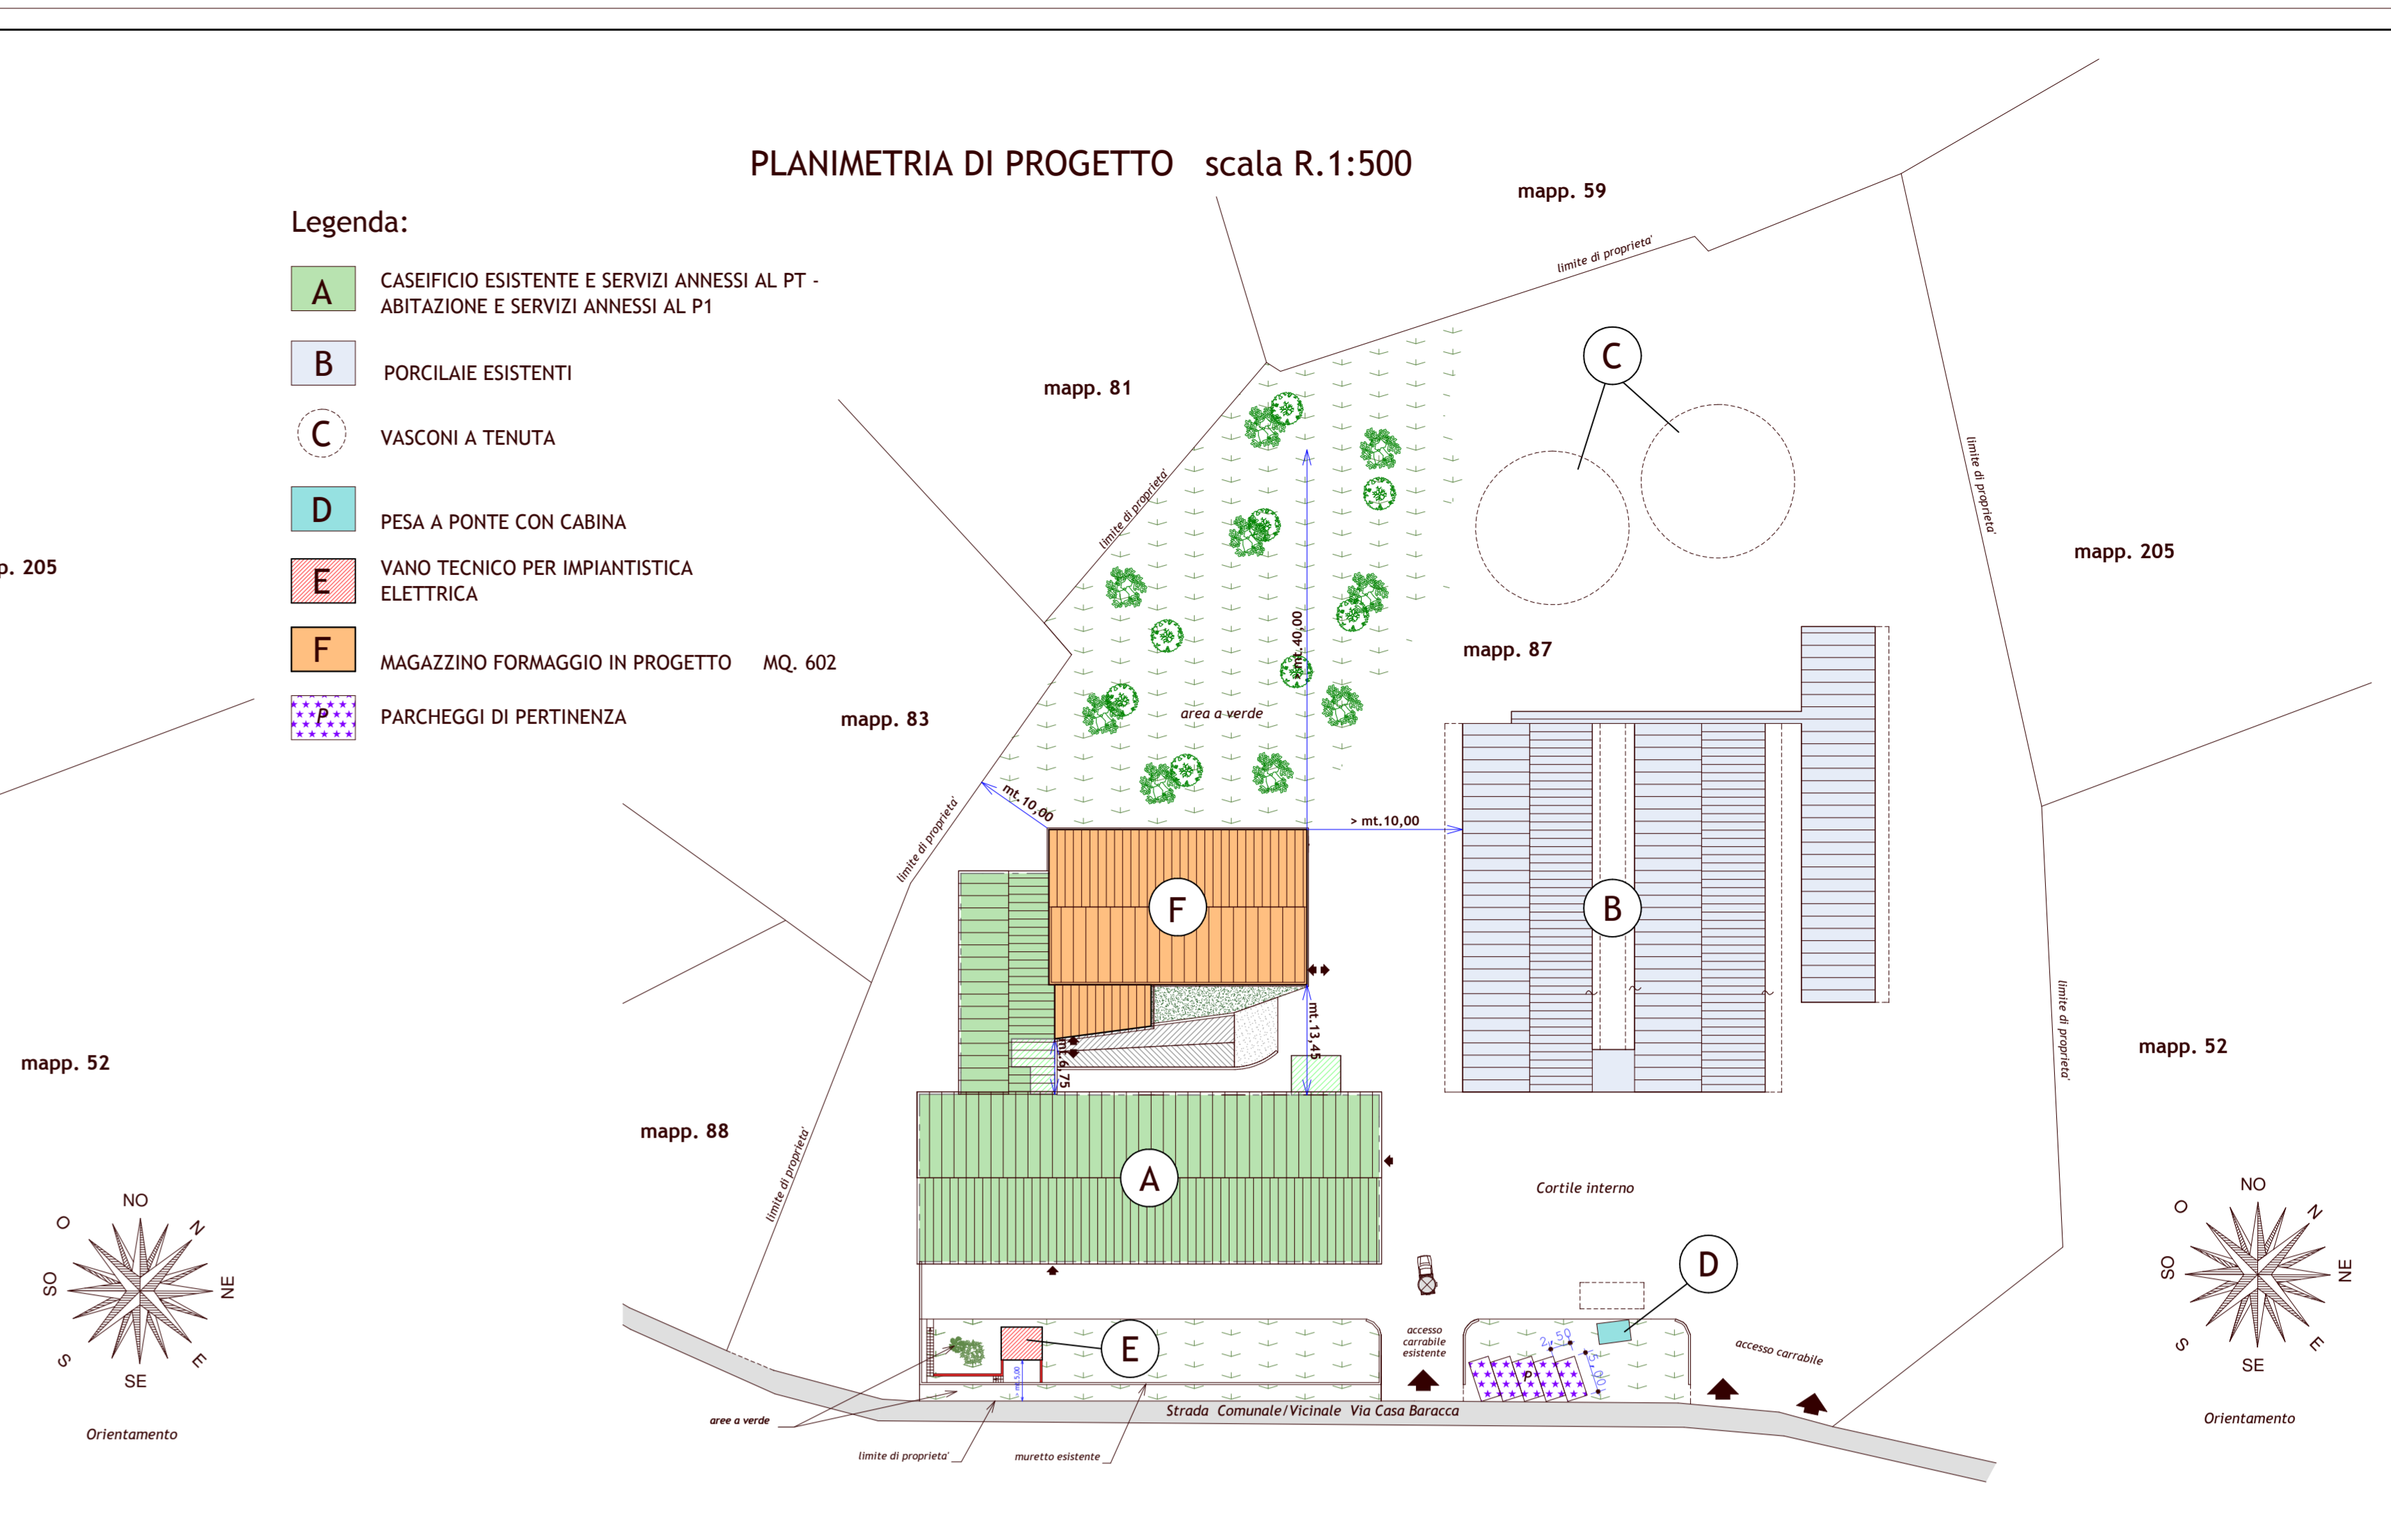 PLANIMETRIA DI PROGETTO scala R.1:500
Legenda:
A
CASEIFICIO ESISTENTE E SERVIZI ANNESSI AL PT -
ABITAZIONE E SERVIZI ANNESSI AL P1
B
PORCILAIE ESISTENTI
C
VASCONI A TENUTA
D
PESA A PONTE CON CABINA
E
VANO TECNICO PER IMPIANTISTICA
ELETTRICA
F
MAGAZZINO FORMAGGIO IN PROGETTO MQ. 602
P
PARCHEGGI DI PERTINENZA
mapp. 59
limite di proprieta'
C
mapp. 81
limite di proprieta'
limite di proprieta'
p. 205
mapp. 205
mt.40,00
mapp. 87
area a verde
mapp. 83
mt.10,00
> mt.10,00
limite di proprieta'
F
B
mt.13,45
mt.6,75
limite di proprieta'
mapp. 52
mapp. 52
mapp. 88
limite di proprieta'
A
Cortile interno
D
E
accesso
carrabile
esistente
accesso carrabile
2,50
5,00
P
> mt.5,00
Strada Comunale/Vicinale Via Casa Baracca
aree a verde
limite di proprieta'
muretto esistente
NO
N
NE
E
SE
S
SO
O
Orientamento
NO
N
NE
E
SE
S
SO
O
Orientamento